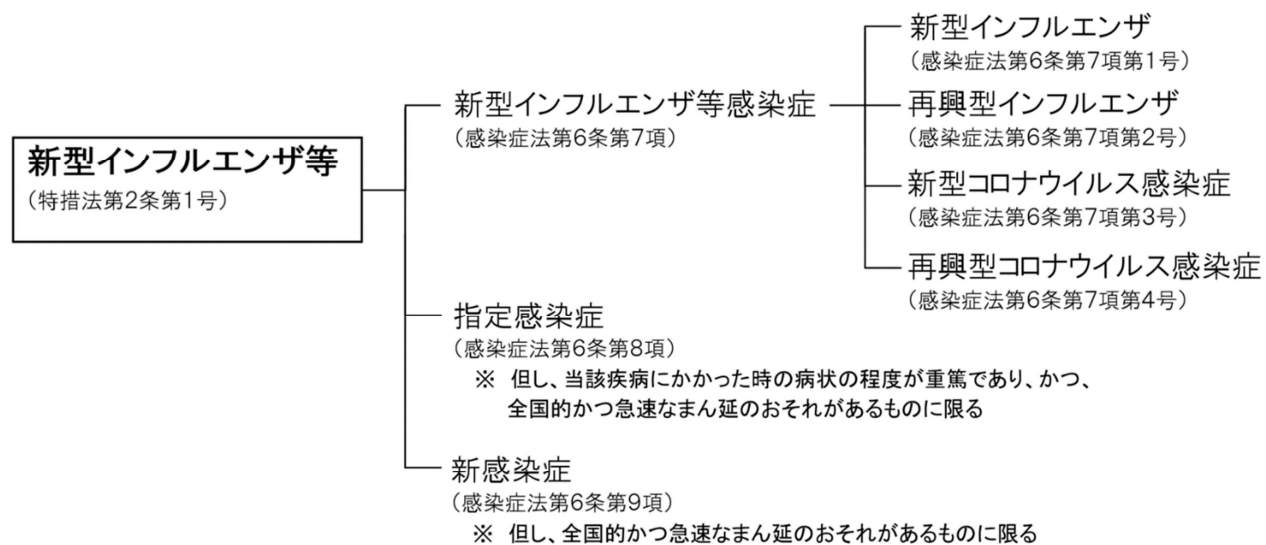 新型インフルエンザ等
（特措法第2条第1号）
新型インフルエンザ等感染症
（感染症法第6条第7項）
新型インフルエンザ
（感染症法第6条第7項第1号）
再興型インフルエンザ
（感染症法第6条第7項第2号）
新型コロナウイルス感染症
（感染症法第6条第7項第3号）
再興型コロナウイルス感染症
（感染症法第6条第7項第4号）
指定感染症
（感染症法第6条第8項）
※ 但し、当該疾病にかかった時の病状の程度が重篤であり、かつ、
全国的かつ急速なまん延のおそれがあるものに限る
新感染症
（感染症法第6条第9項）
※ 但し、全国的かつ急速なまん延のおそれがあるものに限る